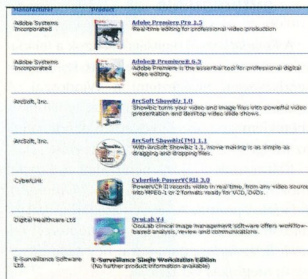 Manufacturer Product
Adobe Systems Incorporated
Adobe Premiere Pro 1.5
Real-time editing for professional video production.
Adobe Systems Incorporated
Adobe® Premiere® 6.5
Adobe Premiere is the essential tool for professional digital
video editing.
ArcSoft, Inc.
ArcSoft ShowBiz 1.0
Showbiz turns your video and image files into powerful video
presentation and desktop video slide shows.
ArcSoft, Inc.
ArcSoft ShowBiz(TM) 1.1
With ArcSoft Showbiz 1.1, movie making is as simple as
dragging and dropping files.
CyberLink
Cyberlink PowerVCR(II) 3.0
PowerVCR II records video in real time, from any video source
into MPEG-1 or 2 formats ready for VCD, DVDs.
Digital Healthcare Ltd
OcuLab
OcuLab clinical image management software offers workflow-
based analysis, review and communications.
E-Surveillance Software Ltd.
E-Surveillance Single Workstation Edition
(No further product information available)